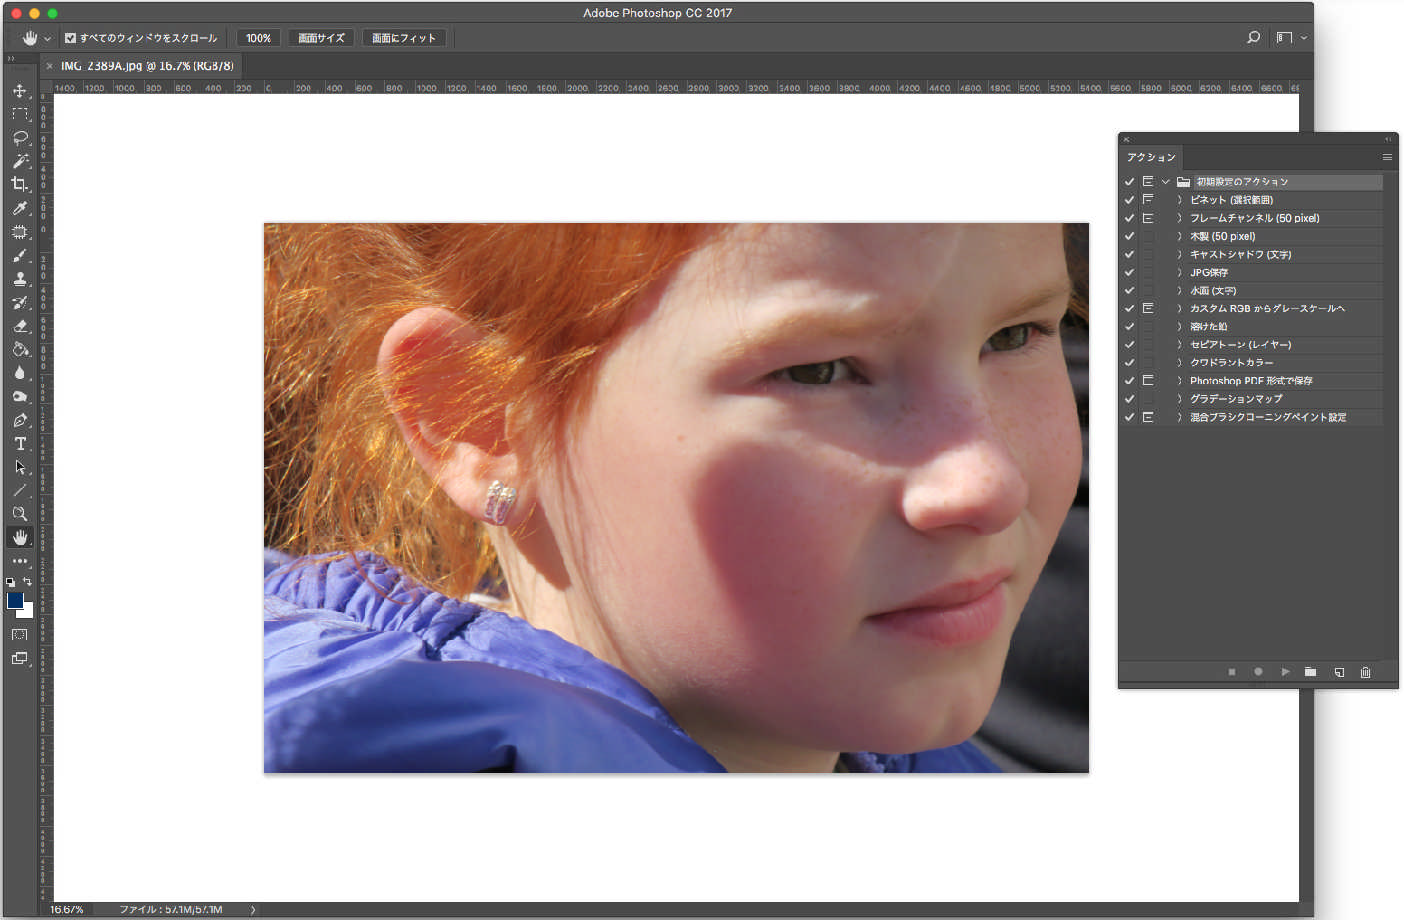 Adobe Photoshop CC 2017
すべてのウィンドウをスクロール 100% 画面サイズ 画面にフィット
IMG_2389A.jpg @ 16.7% (RGB/8)
1400 1200 1000 800 600 400 200 0 200 400 600 800 1000 1200 1400 1600 1800 2000 2200 2400 2600 2800 3000 3200 3400 3600 3800 4000 4200 4400 4600 4800 5000 5200 5400 5600 5800 6000 6200 6400 6600
アクション
初期設定のアクション
ビネット (選択範囲)
フレームチャンネル (50 pixel)
木製 (50 pixel)
キャストシャドウ (文字)
JPG保存
水面 (文字)
カスタム RGB からグレースケールへ
溶けた鉛
セピアトーン (レイヤー)
クワドラントカラー
Photoshop PDF 形式で保存
グラデーションマップ
混合ブラシクローニングペイント設定
16.67% ファイル : 57.1M/57.1M